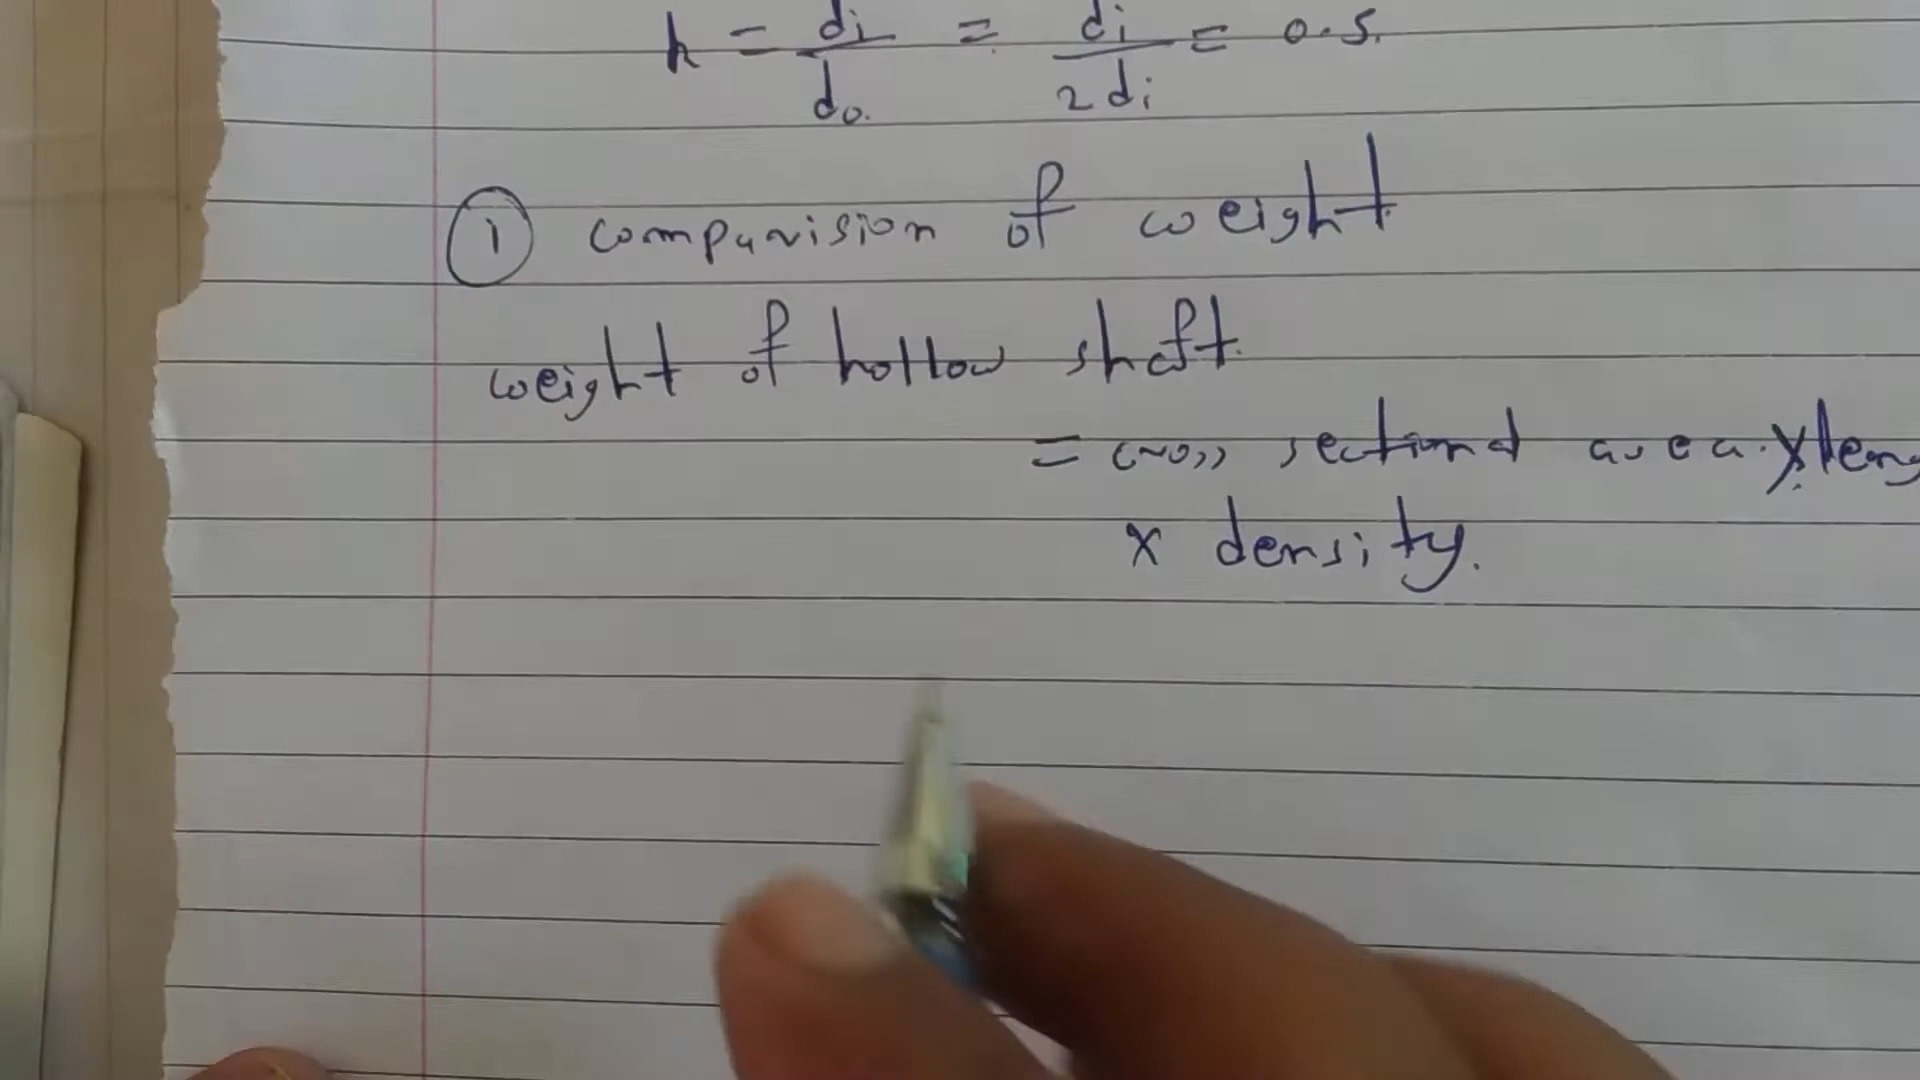 k = di/do. = di/2di = 0.5.
① comparision of weight
weight of hollow shaft.
= cross sectional area. x leng
x density.